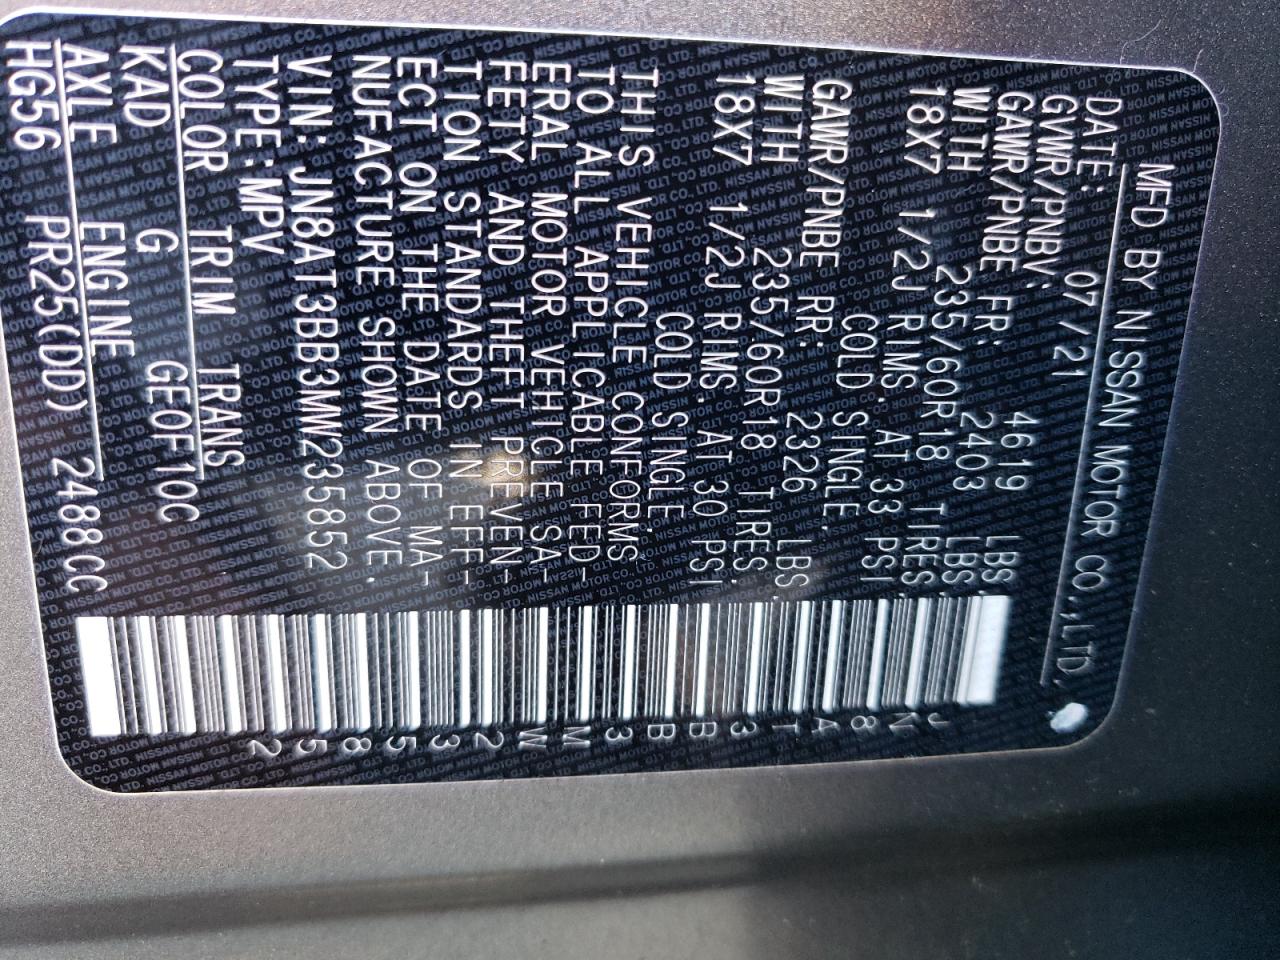 MFD BY NISSAN MOTOR CO.,LTD.
DATE: 07 /21
GVWR/PNBV: 4619 LBS.
GAWR/PNBE FR: 2403 LBS.
WITH 235/60R18 TIRES,
18X7 1/2J RIMS, AT 33 PSI
COLD, SINGLE.
GAWR/PNBE RR: 2326 LBS.
WITH 235/60R18 TIRES,
18X7 1/2J RIMS, AT 30 PSI
COLD, SINGLE.
THIS VEHICLE CONFORMS
TO ALL APPLICABLE FED-
ERAL MOTOR VEHICLE SA-
FETY AND THEFT PREVEN-
TION STANDARDS IN EFF-
ECT ON THE DATE OF MA-
NUFACTURE SHOWN ABOVE.
VIN: JN8AT3BB3MW235852
TYPE: MPV
COLOR TRIM TRANS
KAD G GEOF10C
AXLE ENGINE
HG56 PR25(DD) 2488CC
JN8AT3BB3MW235852